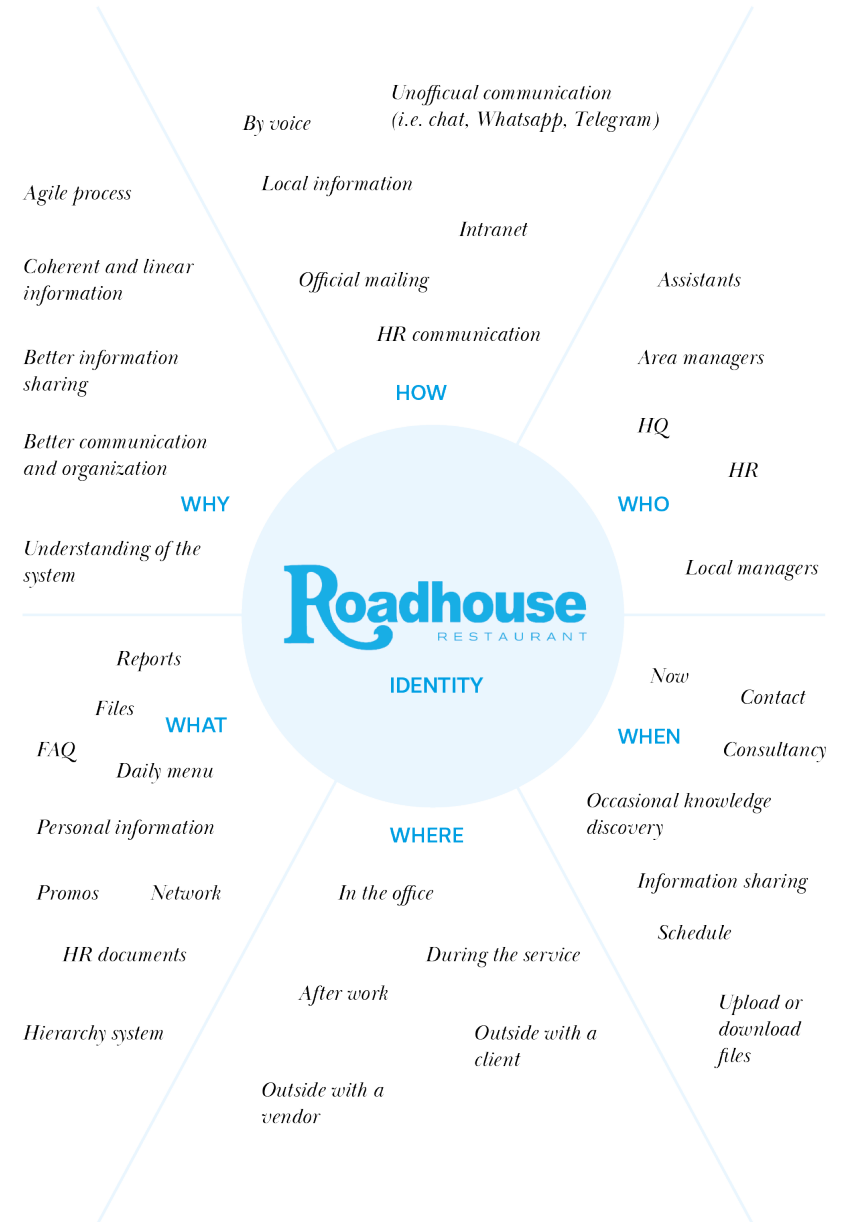 Unofficual communication
(i.e. chat, Whatsapp, Telegram)
By voice
Local information
Intranet
Official mailing
HR communication
HOW
Agile process
Coherent and linear
information
Better information
sharing
Better communication
and organization
WHY
Understanding of the
system
Assistants
Area managers
HQ
HR
WHO
Local managers
Roadhouse
RESTAURANT
IDENTITY
Reports
Files
WHAT
FAQ
Daily menu
Personal information
Promos
Network
HR documents
Hierarchy system
WHERE
In the office
During the service
After work
Outside with a
client
Outside with a
vendor
Now
Contact
WHEN
Consultancy
Occasional knowledge
discovery
Information sharing
Schedule
Upload or
download
files